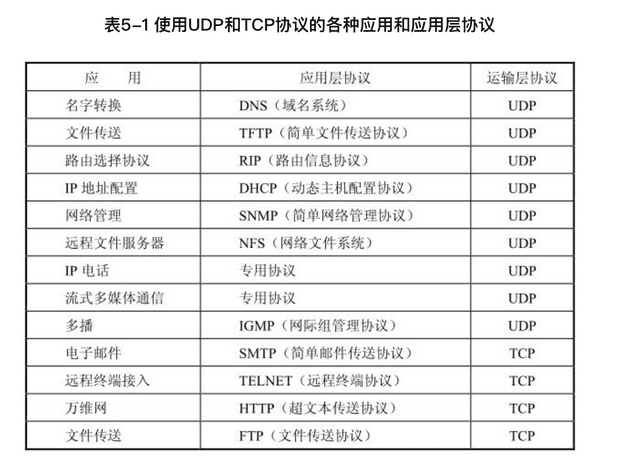 表5-1 使用UDP和TCP协议的各种应用和应用层协议
应 用 应用层协议 运输层协议
名字转换 DNS（域名系统） UDP
文件传送 TFTP（简单文件传送协议） UDP
路由选择协议 RIP（路由信息协议） UDP
IP 地址配置 DHCP（动态主机配置协议） UDP
网络管理 SNMP（简单网络管理协议） UDP
远程文件服务器 NFS（网络文件系统） UDP
IP 电话 专用协议 UDP
流式多媒体通信 专用协议 UDP
多播 IGMP（网际组管理协议） UDP
电子邮件 SMTP（简单邮件传送协议） TCP
远程终端接入 TELNET（远程终端协议） TCP
万维网 HTTP（超文本传送协议） TCP
文件传送 FTP（文件传送协议） TCP